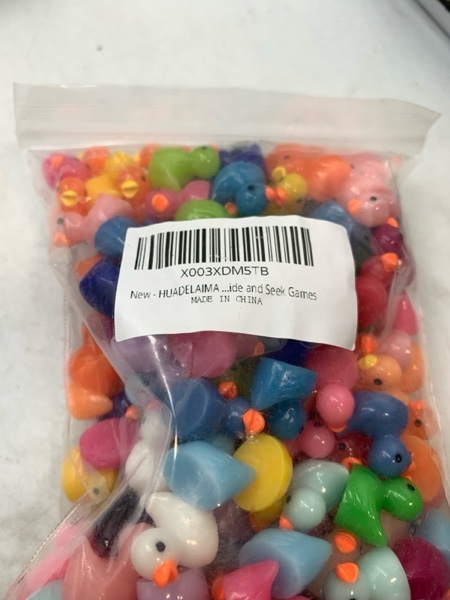 X003XDM5TB
New - HUADELAIMA ...ide and Seek Games
MADE IN CHINA